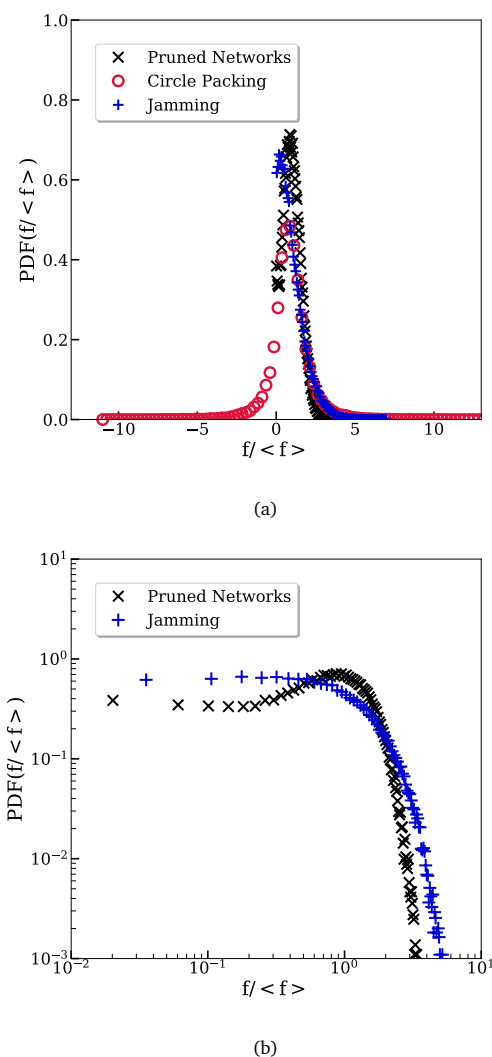 1.0
0.8
0.6
0.4
0.2
0.0
PDF(f/ < f > )
Pruned Networks
Circle Packing
Jamming
−10 −5 0 5 10
f/ < f >
(a)
10¹
10⁰
10⁻¹
10⁻²
10⁻³
PDF(f/ < f > )
Pruned Networks
Jamming
10⁻² 10⁻¹ 10⁰ 10¹
f/ < f >
(b)